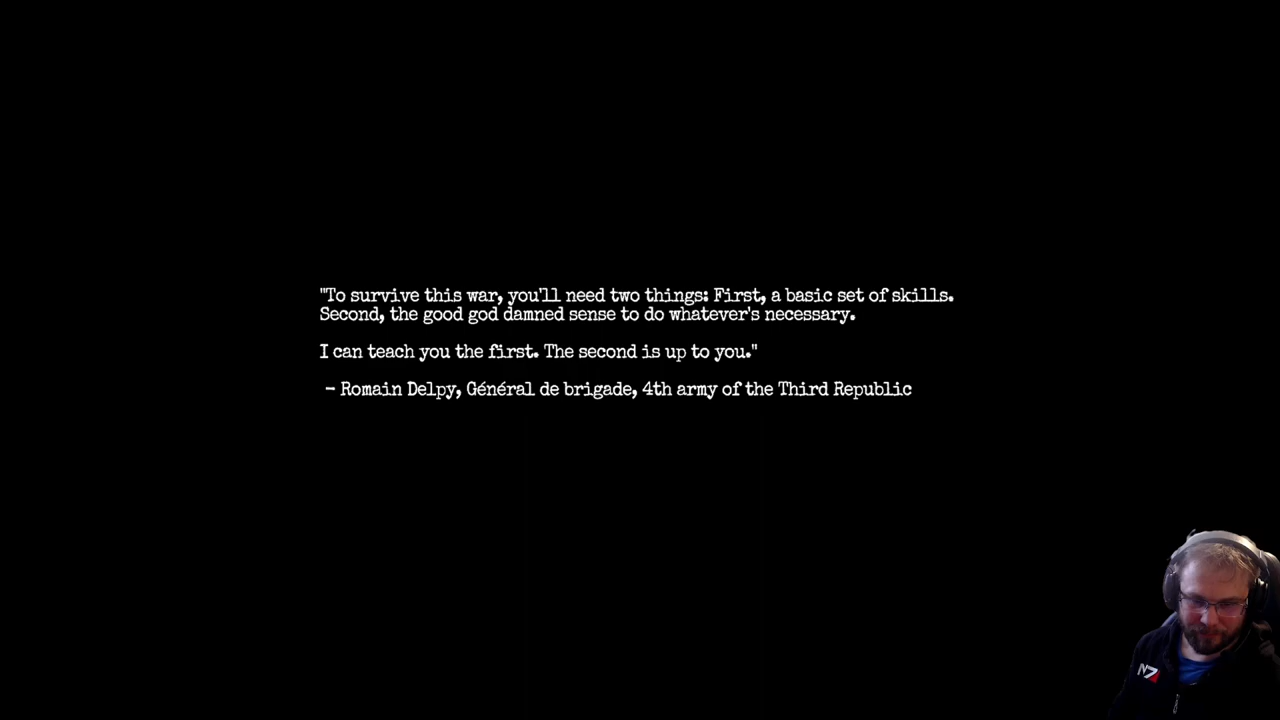 "To survive this war, you'll need two things: First, a basic set of skills.
Second, the good god damned sense to do whatever's necessary.
I can teach you the first. The second is up to you."
– Romain Delpy, Général de brigade, 4th army of the Third Republic
N7